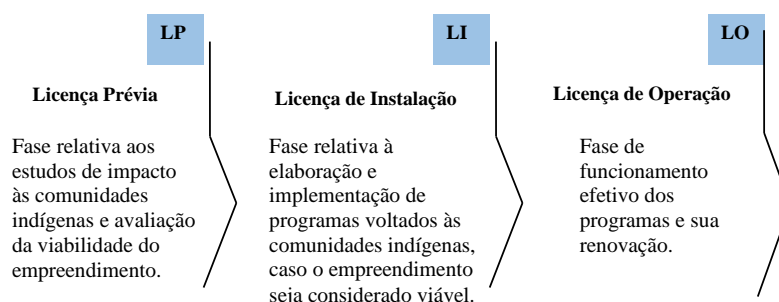 LP
Licença Prévia
Fase relativa aos
estudos de impacto
às comunidades
indígenas e avaliação
da viabilidade do
empreendimento.
LI
Licença de Instalação
Fase relativa à
elaboração e
implementação de
programas voltados às
comunidades indígenas,
caso o empreendimento
seja considerado viável.
LO
Licença de Operação
Fase de
funcionamento
efetivo dos
programas e sua
renovação.